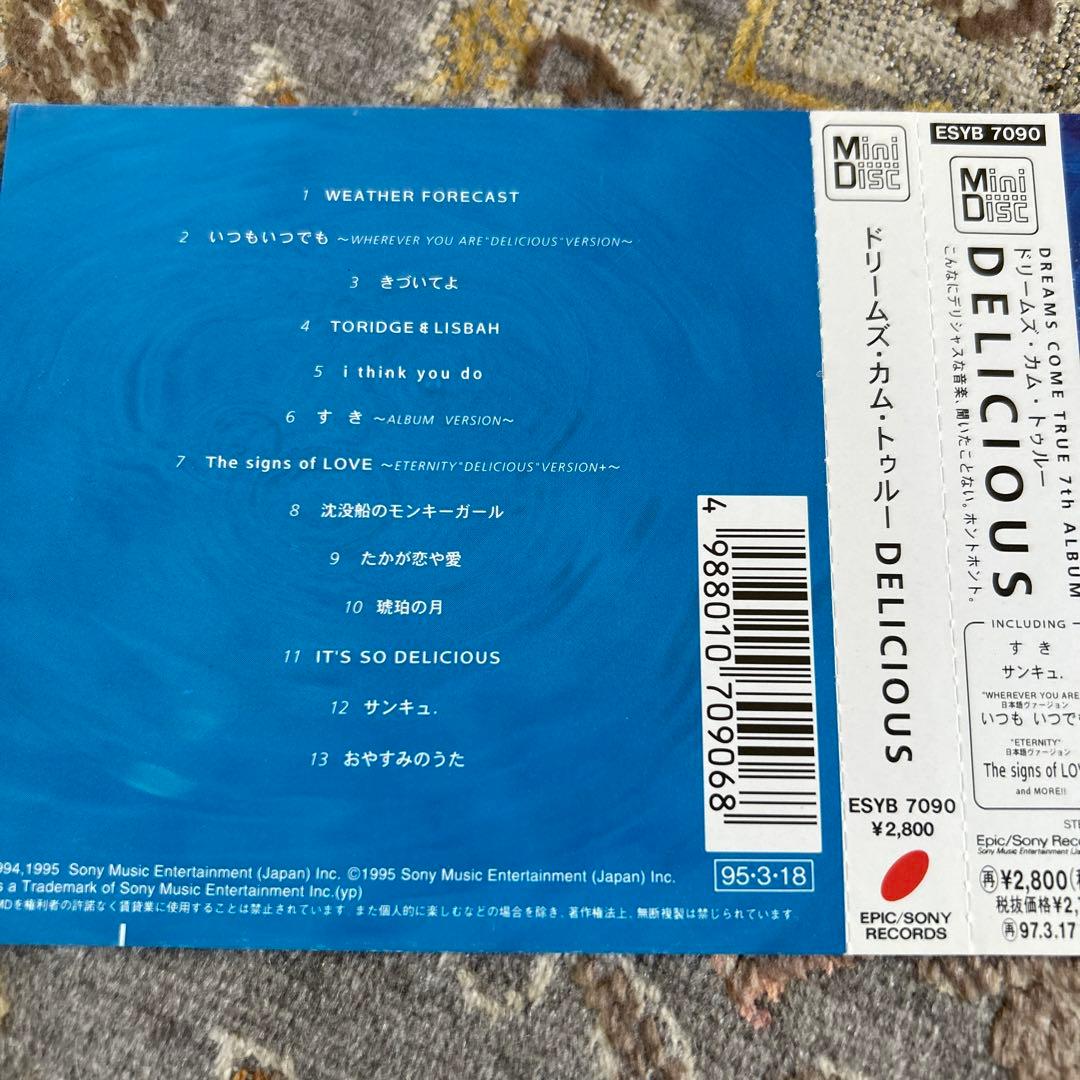 1 WEATHER FORECAST
2 いつもいつでも ～WHEREVER YOU ARE"DELICIOUS"VERSION～
3 きづいてよ
4 TORIDGE & LISBAH
5 i think you do
6 すき ～ALBUM VERSION～
7 The signs of LOVE ～ETERNITY"DELICIOUS"VERSION+～
8 沈没船のモンキーガール
9 たかが恋や愛
10 琥珀の月
11 IT'S SO DELICIOUS
12 サンキュ.
13 おやすみのうた
4 988010 709068
994,1995 Sony Music Entertainment (Japan) Inc. ©1995 Sony Music Entertainment (Japan) Inc.
s a Trademark of Sony Music Entertainment Inc.(yp)
MDを権利者の許諾なく賃貸業に使用することは禁止されています。また個人的に楽しむなどの場合を除き、著作権法上、無断複製は禁じられています。
95・3・18
Mini Disc
ドリームズ・カム・トゥルー DELICIOUS
ESYB 7090
¥2,800
EPIC/SONY
RECORDS
ESYB 7090
Mini Disc
DREAMS COME TRUE 7th ALBUM
ドリームズ・カム・トゥルー
DELICIOUS
こんなにデリシャスな音楽、聞いたことない。ホントホント。
INCLUDING
すき
サンキュ.
"WHEREVER YOU ARE
日本語ヴァージョン
いつも いつでも
"ETERNITY"
日本語ヴァージョン
The signs of LOV
and MORE!!
STE
Epic/Sony Reco
Sony Music Entertainment (Ja
再 ¥2,800(
税抜価格¥2,7
再 97.3.17